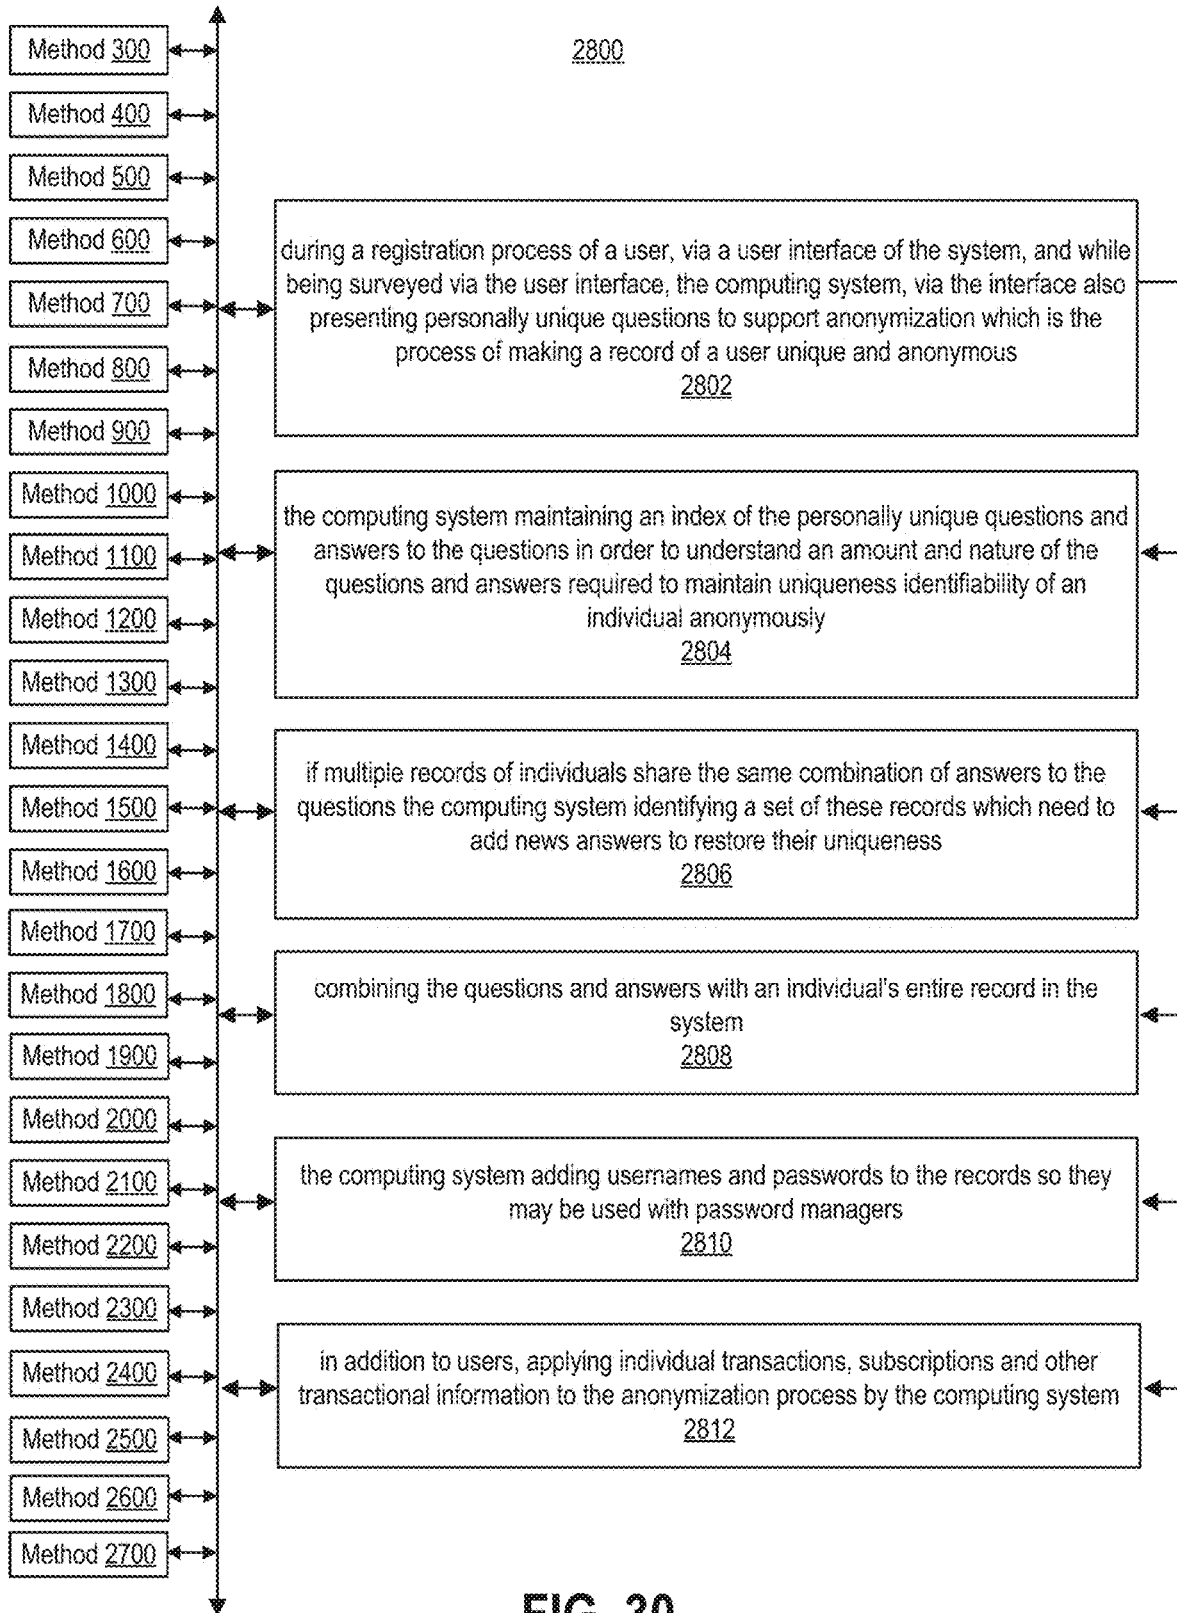 Method 300
2800
Method 400
Method 500
Method 600
Method 700
Method 800
Method 900
Method 1000
Method 1100
Method 1200
Method 1300
Method 1400
Method 1500
Method 1600
Method 1700
Method 1800
Method 1900
Method 2000
Method 2100
Method 2200
Method 2300
Method 2400
Method 2500
Method 2600
Method 2700
during a registration process of a user, via a user interface of the system, and while
being surveyed via the user interface, the computing system, via the interface also
presenting personally unique questions to support anonymization which is the
process of making a record of a user unique and anonymous
2802
the computing system maintaining an index of the personally unique questions and
answers to the questions in order to understand an amount and nature of the
questions and answers required to maintain uniqueness identifiability of an
individual anonymously
2804
if multiple records of individuals share the same combination of answers to the
questions the computing system identifying a set of these records which need to
add news answers to restore their uniqueness
2806
combining the questions and answers with an individual's entire record in the
system
2808
the computing system adding usernames and passwords to the records so they
may be used with password managers
2810
in addition to users, applying individual transactions, subscriptions and other
transactional information to the anonymization process by the computing system
2812
FIG. 30